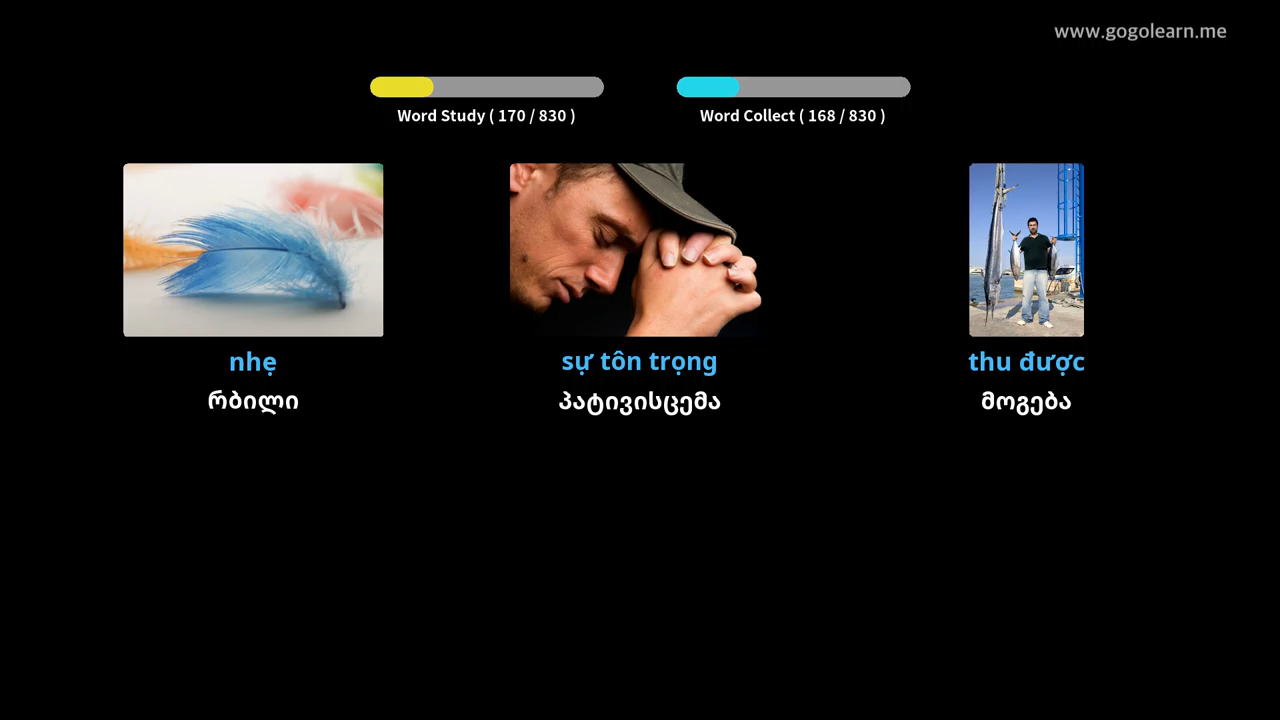 www.gogolearn.me
Word Study ( 170 / 830 )
Word Collect ( 168 / 830 )
nhẹ
sự tôn trọng
thu được
რბილი
პატივისცემა
მოგება